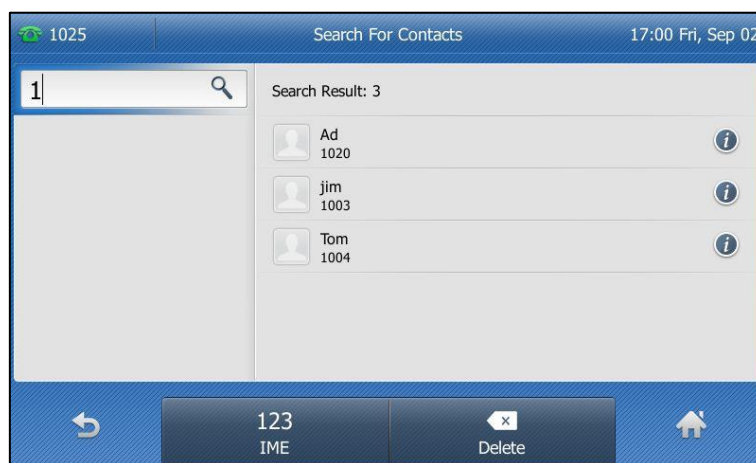 1025
Search For Contacts
17:00 Fri, Sep 02
1
Search Result: 3
Ad
1020
jim
1003
Tom
1004
123
IME
Delete